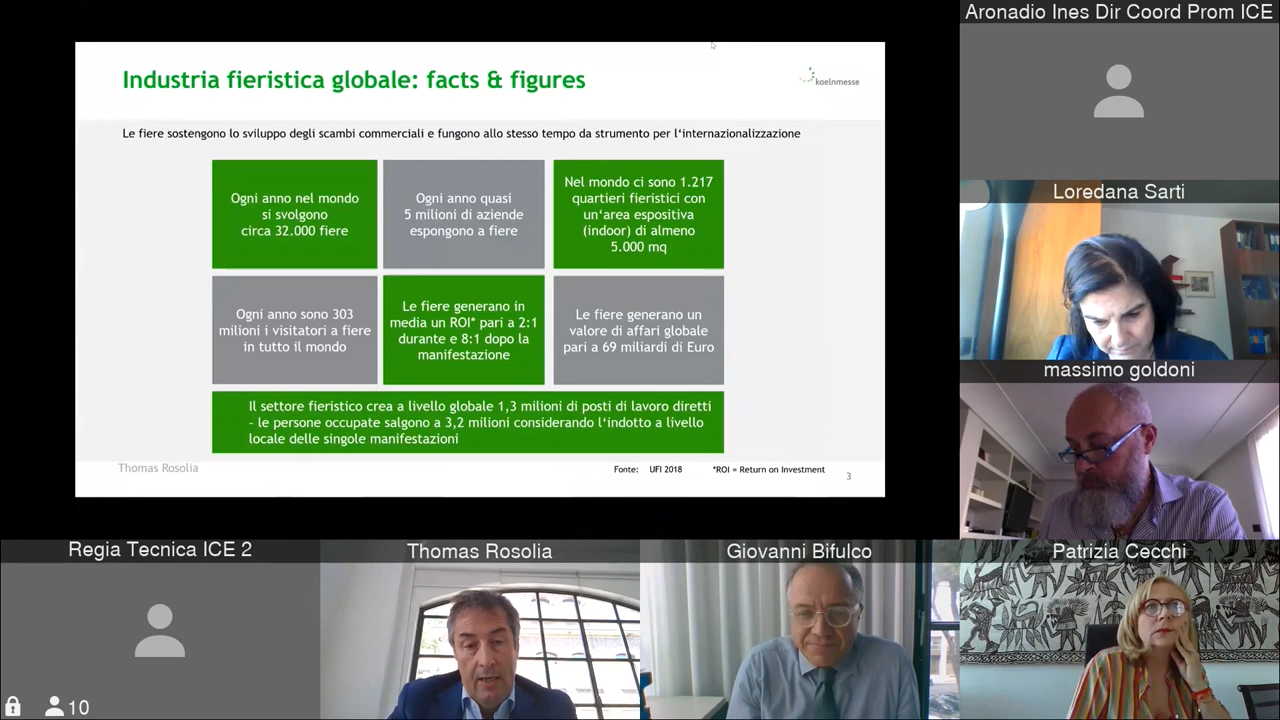 Aronadio Ines Dir Coord Prom ICE
Industria fieristica globale: facts & figures
koelnmesse
Le fiere sostengono lo sviluppo degli scambi commerciali e fungono allo stesso tempo da strumento per l'internazionalizzazione
Ogni anno nel mondo
si svolgono
circa 32.000 fiere
Ogni anno quasi
5 milioni di aziende
espongono a fiere
Nel mondo ci sono 1.217
quartieri fieristici con
un'area espositiva
(indoor) di almeno
5.000 mq
Ogni anno sono 303
milioni i visitatori a fiere
in tutto il mondo
Le fiere generano in
media un ROI* pari a 2:1
durante e 8:1 dopo la
manifestazione
Le fiere generano un
valore di affari globale
pari a 69 miliardi di Euro
Il settore fieristico crea a livello globale 1,3 milioni di posti di lavoro diretti
- le persone occupate salgono a 3,2 milioni considerando l'indotto a livello
locale delle singole manifestazioni
Thomas Rosolia
Fonte: UFI 2018 *ROI = Return on Investment
3
Loredana Sarti
massimo goldoni
Regia Tecnica ICE 2
Thomas Rosolia
Giovanni Bifulco
Patrizia Cecchi
10